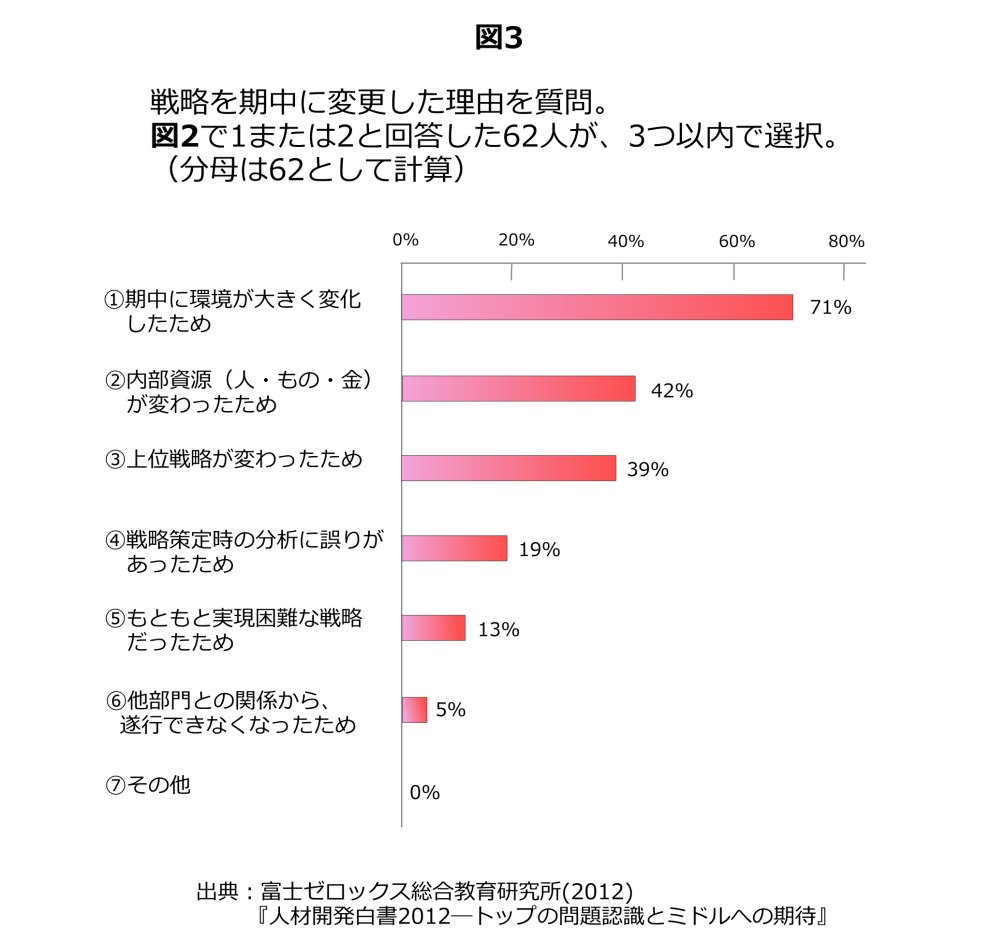 図3
戦略を期中に変更した理由を質問。
図2で1または2と回答した62人が、3つ以内で選択。
（分母は62として計算）
0% 20% 40% 60% 80%
①期中に環境が大きく変化
したため
71%
②内部資源（人・もの・金）
が変わったため
42%
③上位戦略が変わったため
39%
④戦略策定時の分析に誤りが
あったため
19%
⑤もともと実現困難な戦略
だったため
13%
⑥他部門との関係から、
遂行できなくなったため
5%
⑦その他
0%
出典：富士ゼロックス総合教育研究所(2012)
『人材開発白書2012―トップの問題認識とミドルへの期待』